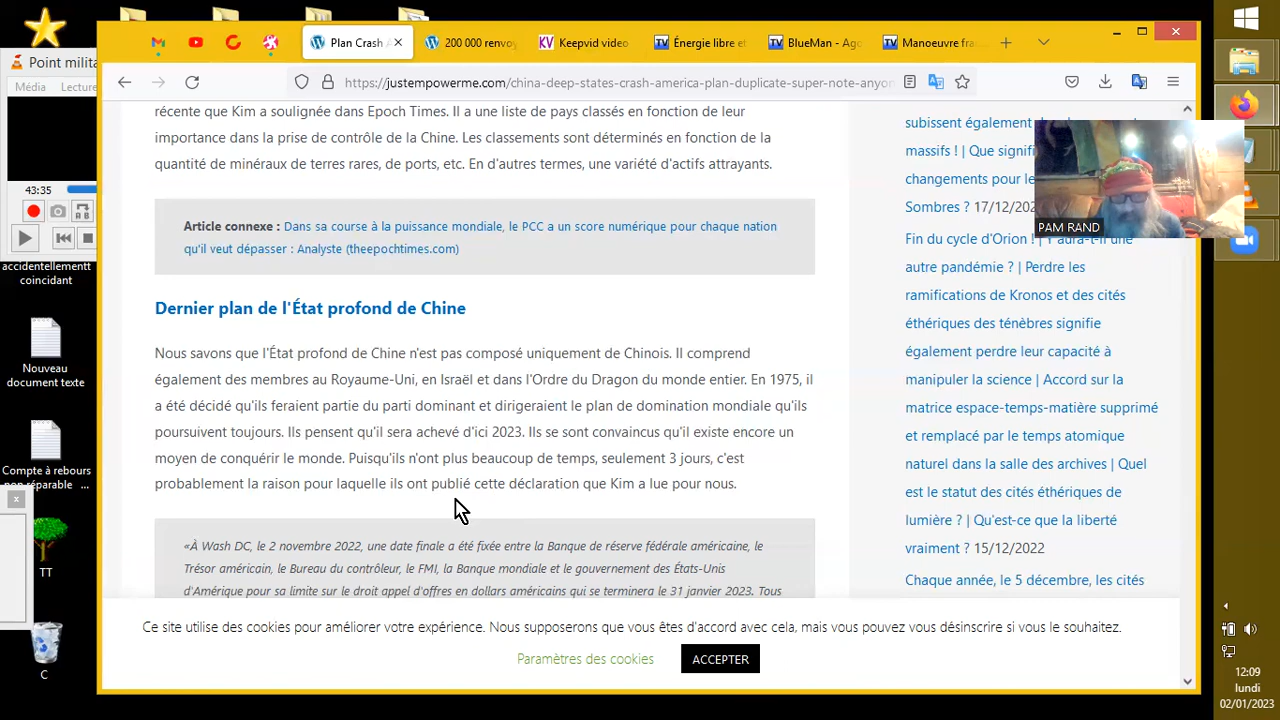 Point milita
Média Lecture
43:35
accidentellementt
coincidant
Nouveau
document texte
Compte à rebours
non réparable ...
x
TT
C
Plan Crash A
200 000 renvoy
KV Keepvid video
TV Énergie libre et
TV BlueMan - Ago
TV Manoeuvre fra
https://justempowerme.com/china-deep-states-crash-america-plan-duplicate-super-note-anyon
récente que Kim a soulignée dans Epoch Times. Il a une liste de pays classés en fonction de leur
importance dans la prise de contrôle de la Chine. Les classements sont déterminés en fonction de la
quantité de minéraux de terres rares, de ports, etc. En d'autres termes, une variété d'actifs attrayants.
Article connexe : Dans sa course à la puissance mondiale, le PCC a un score numérique pour chaque nation
qu'il veut dépasser : Analyste (theepochtimes.com)
Dernier plan de l'État profond de Chine
Nous savons que l'État profond de Chine n'est pas composé uniquement de Chinois. Il comprend
également des membres au Royaume-Uni, en Israël et dans l'Ordre du Dragon du monde entier. En 1975, il
a été décidé qu'ils feraient partie du parti dominant et dirigeraient le plan de domination mondiale qu'ils
poursuivent toujours. Ils pensent qu'il sera achevé d'ici 2023. Ils se sont convaincus qu'il existe encore un
moyen de conquérir le monde. Puisqu'ils n'ont plus beaucoup de temps, seulement 3 jours, c'est
probablement la raison pour laquelle ils ont publié cette déclaration que Kim a lue pour nous.
«À Wash DC, le 2 novembre 2022, une date finale a été fixée entre la Banque de réserve fédérale américaine, le
Trésor américain, le Bureau du contrôleur, le FMI, la Banque mondiale et le gouvernement des États-Unis
d'Amérique pour sa limite sur le droit appel d'offres en dollars américains qui se terminera le 31 janvier 2023. Tous
subissent également de
massifs ! | Que signifi
changements pour le
Sombres ? 17/12/202
Fin du cycle d'Orion ! | Y aura-t-il une
autre pandémie ? | Perdre les
ramifications de Kronos et des cités
éthériques des ténèbres signifie
également perdre leur capacité à
manipuler la science | Accord sur la
matrice espace-temps-matière supprimé
et remplacé par le temps atomique
naturel dans la salle des archives | Quel
est le statut des cités éthériques de
lumière ? | Qu'est-ce que la liberté
vraiment ? 15/12/2022
Chaque année, le 5 décembre, les cités
PAM RAND
Ce site utilise des cookies pour améliorer votre expérience. Nous supposerons que vous êtes d'accord avec cela, mais vous pouvez vous désinscrire si vous le souhaitez.
Paramètres des cookies
ACCEPTER
12:09
lundi
02/01/2023